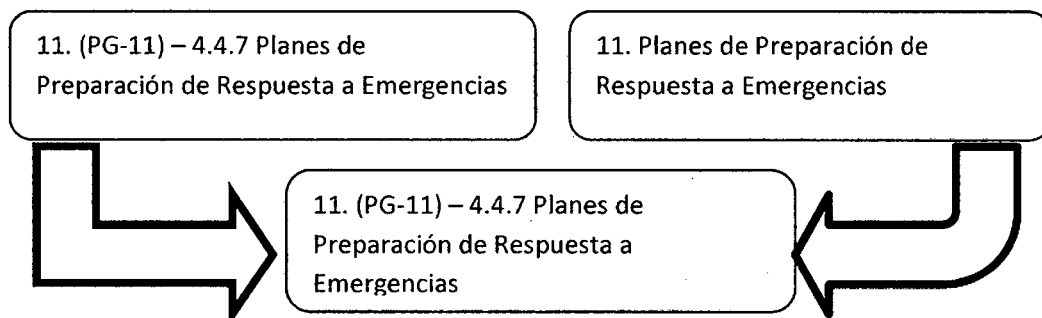 11. (PG-11) – 4.4.7 Planes de
Preparación de Respuesta a Emergencias
11. Planes de Preparación de
Respuesta a Emergencias
11. (PG-11) – 4.4.7 Planes de
Preparación de Respuesta a
Emergencias